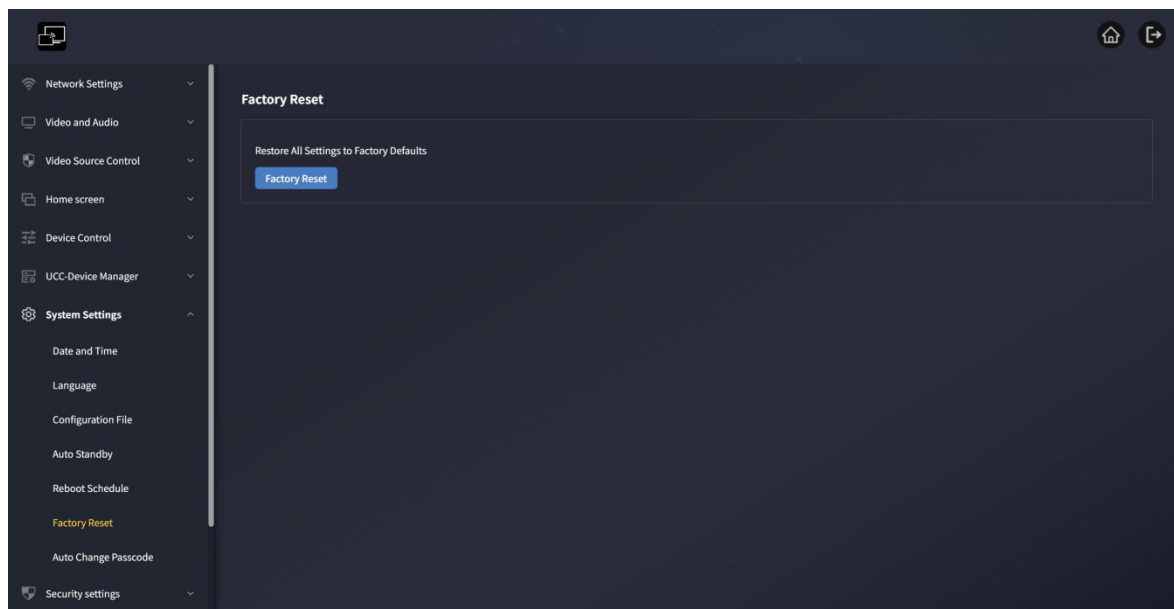 Network Settings
Video and Audio
Video Source Control
Home screen
Device Control
UCC-Device Manager
System Settings
Date and Time
Language
Configuration File
Auto Standby
Reboot Schedule
Factory Reset
Auto Change Passcode
Security settings
Factory Reset
Restore All Settings to Factory Defaults
Factory Reset